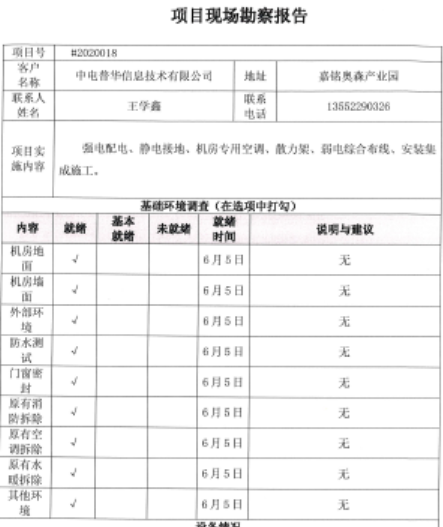 项目现场勘察报告
项目号 #2020018
客户名称 中电普华信息技术有限公司 地址 嘉铭奥森产业园
联系人姓名 王学鑫 联系电话 13552290326
项目实施内容 强电配电、静电接地、机房专用空调、散力架、弱电综合布线、安装集
成施工。
基础环境调查（在选项中打勾）
内容 就绪 基本就绪 未就绪 就绪时间 说明与建议
机房地面 √ 6月5日 无
机房墙面 √ 6月5日 无
外部环境 √ 6月5日 无
防水测试 √ 6月5日 无
门窗密封 √ 6月5日 无
原有消防拆除 √ 6月5日 无
原有空调拆除 √ 6月5日 无
原有水暖拆除 √ 6月5日 无
其他环境 √ 6月5日 无
设备情况